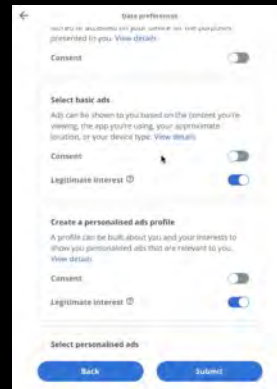 Data preferences
presented to you. View details
Consent
Select basic ads
Ads can be shown to you based on the content you're
viewing, the app you're using, your approximate
location, or your device type. View details
Consent
Legitimate interest
Create a personalised ads profile
A profile can be built about you and your interests to
show you personalised ads that are relevant to you.
View details
Consent
Legitimate interest
Select personalised ads
Back
Submit